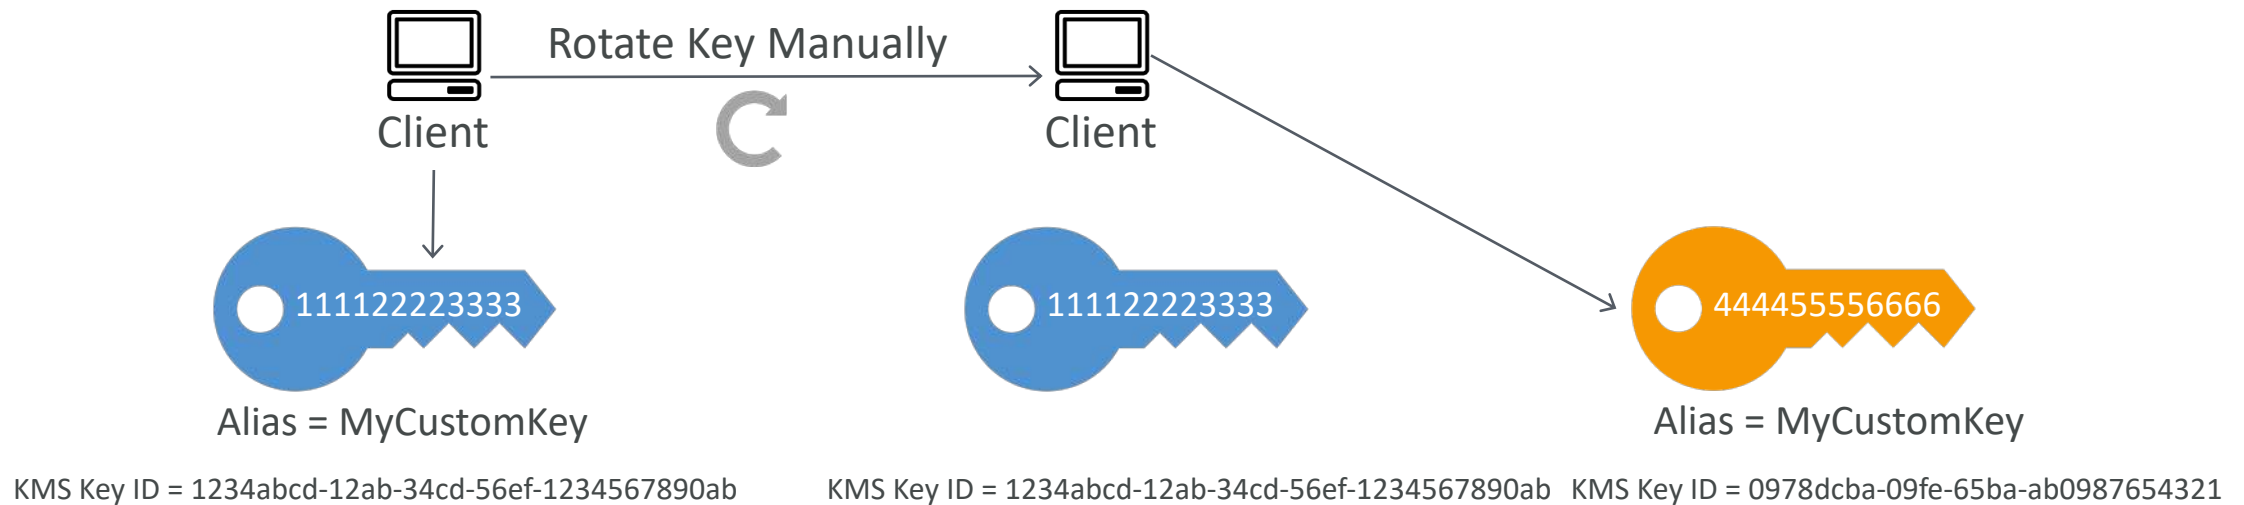 Rotate Key Manually
Client
Client
111122223333
111122223333
444455556666
Alias = MyCustomKey
Alias = MyCustomKey
KMS Key ID = 1234abcd-12ab-34cd-56ef-1234567890ab
KMS Key ID = 1234abcd-12ab-34cd-56ef-1234567890ab
KMS Key ID = 0978dcba-09fe-65ba-ab0987654321